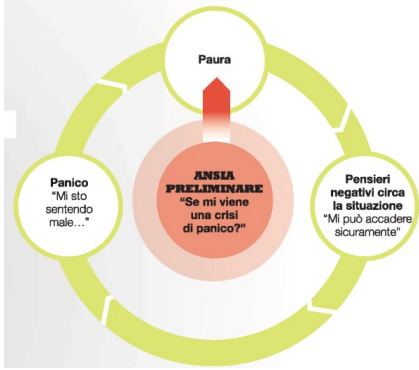 Paura
Panico
"Mi sto
sentendo
male..."
ANSIA
PRELIMINARE
"Se mi viene
una crisi
di panico?"
Pensieri
negativi circa
la situazione
"Mi può accadere
sicuramente"